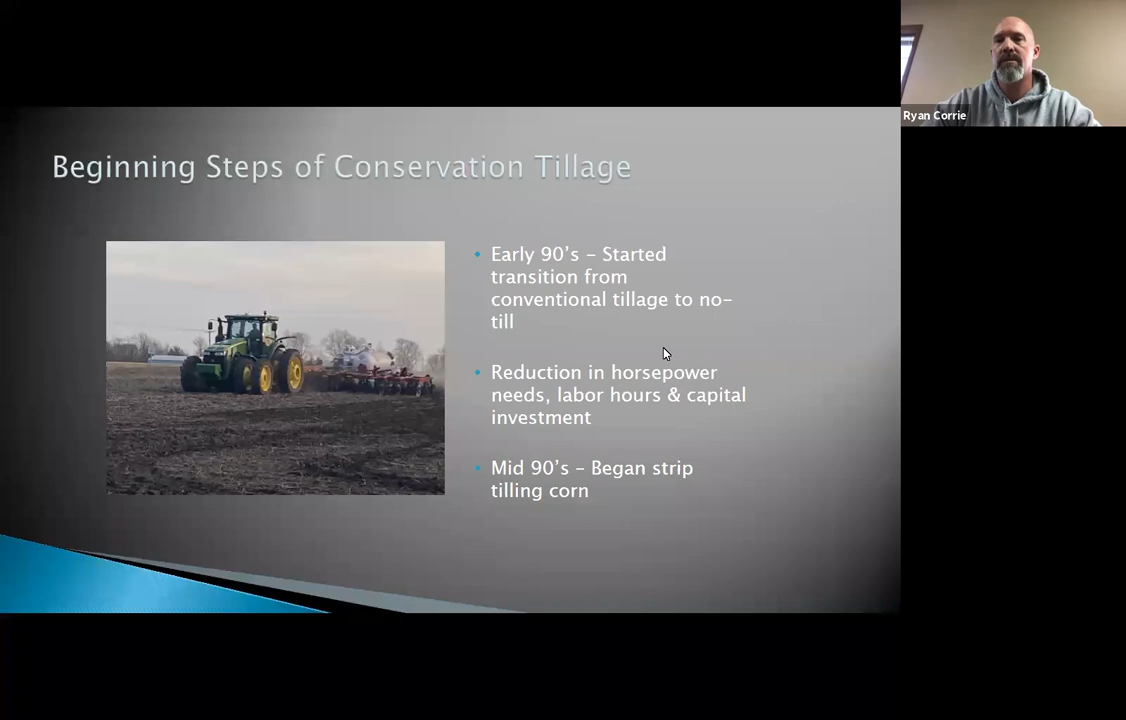 Ryan Corrie
Beginning Steps of Conservation Tillage
• Early 90's – Started
transition from
conventional tillage to no-
till
• Reduction in horsepower
needs, labor hours & capital
investment
• Mid 90's – Began strip
tilling corn